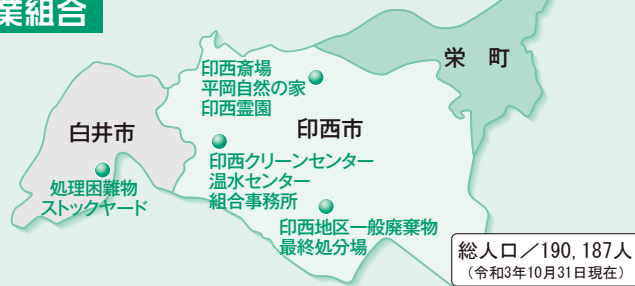 業組合
栄 町
印西斎場
平岡自然の家
印西霊園
印西市
白井市
印西クリーンセンター
温水センター
組合事務所
処理困難物
ストックヤード
印西地区一般廃棄物
最終処分場
総人口／190,187人
（令和3年10月31日現在）